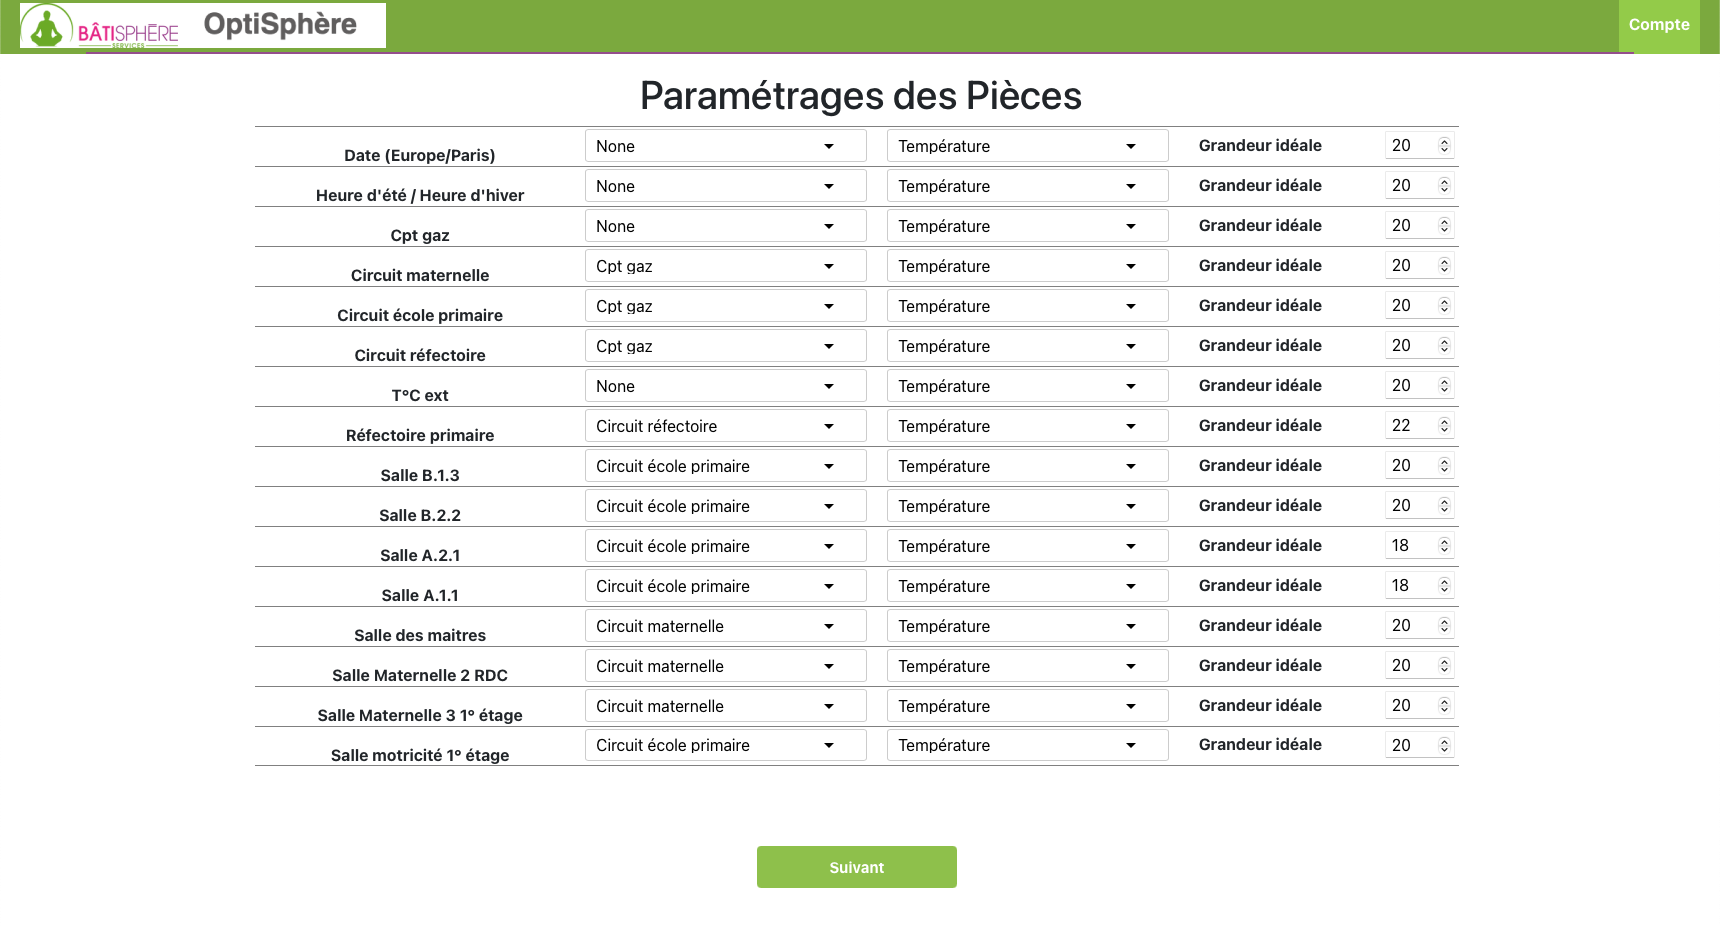 BÂTISPHÈRE
SERVICES
OptiSphère
Compte
Paramétrages des Pièces
Date (Europe/Paris) None Température Grandeur idéale 20
Heure d'été / Heure d'hiver None Température Grandeur idéale 20
Cpt gaz None Température Grandeur idéale 20
Circuit maternelle Cpt gaz Température Grandeur idéale 20
Circuit école primaire Cpt gaz Température Grandeur idéale 20
Circuit réfectoire Cpt gaz Température Grandeur idéale 20
T°C ext None Température Grandeur idéale 20
Réfectoire primaire Circuit réfectoire Température Grandeur idéale 22
Salle B.1.3 Circuit école primaire Température Grandeur idéale 20
Salle B.2.2 Circuit école primaire Température Grandeur idéale 20
Salle A.2.1 Circuit école primaire Température Grandeur idéale 18
Salle A.1.1 Circuit école primaire Température Grandeur idéale 18
Salle des maitres Circuit maternelle Température Grandeur idéale 20
Salle Maternelle 2 RDC Circuit maternelle Température Grandeur idéale 20
Salle Maternelle 3 1° étage Circuit maternelle Température Grandeur idéale 20
Salle motricité 1° étage Circuit école primaire Température Grandeur idéale 20
Suivant